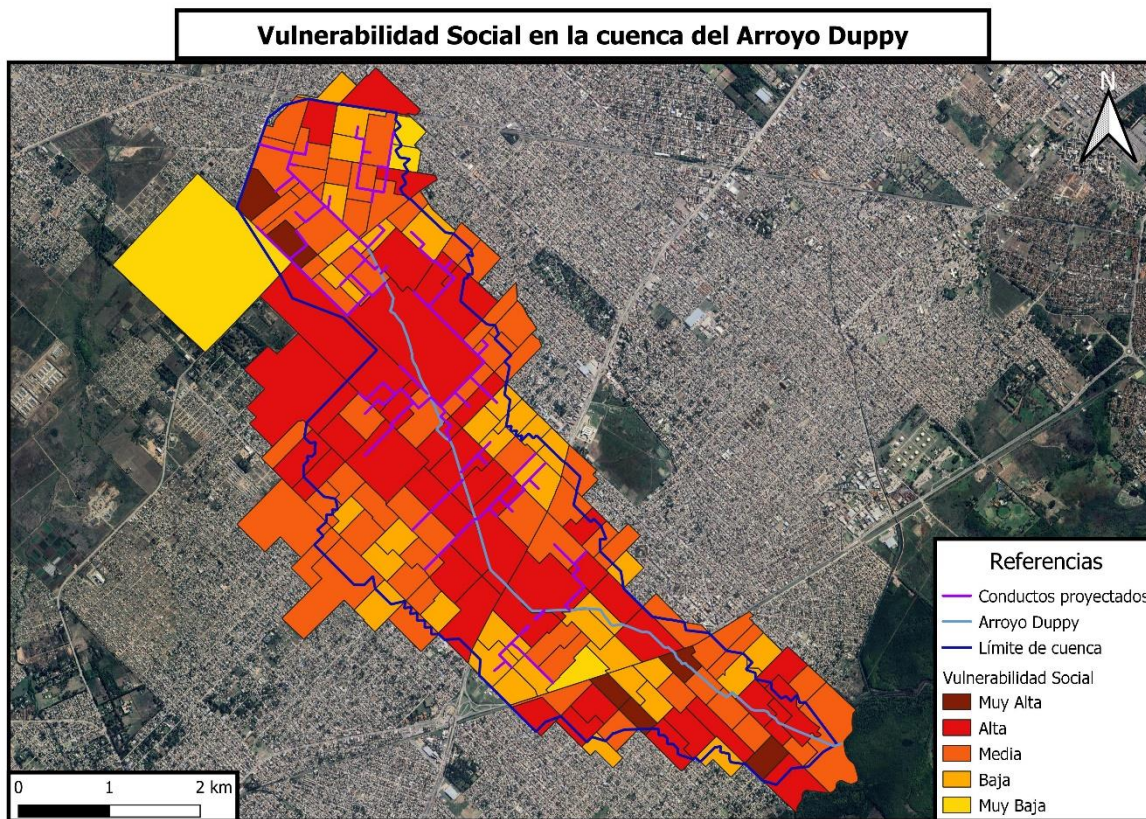 Vulnerabilidad Social en la cuenca del Arroyo Duppy
N
Referencias
Conductos proyectados
Arroyo Duppy
Límite de cuenca
Vulnerabilidad Social
Muy Alta
Alta
Media
Baja
Muy Baja
0 1 2 km